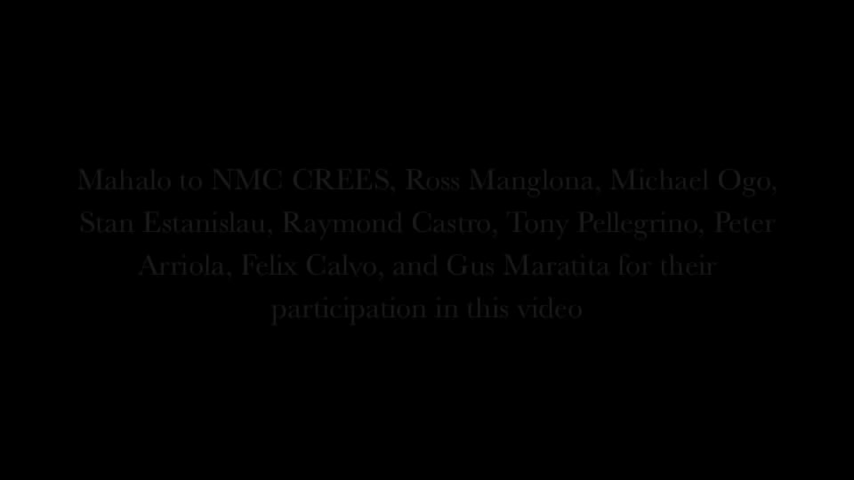 Mahalo to NMC CREES, Ross Manglona, Michael Ogo,
Stan Estanislau, Raymond Castro, Tony Pellegrino, Peter
Arriola, Felix Calvo, and Gus Maratita for their
participation in this video